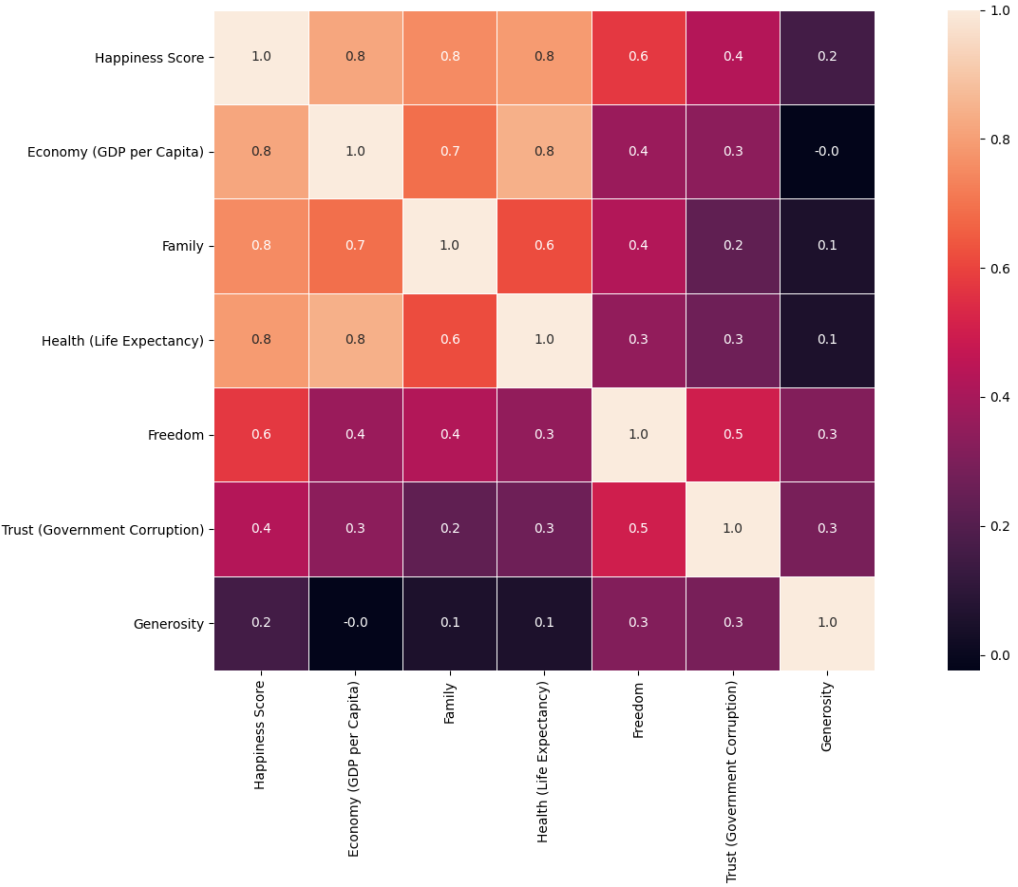 Happiness Score 1.0 0.8 0.8 0.8 0.6 0.4 0.2
Economy (GDP per Capita) 0.8 1.0 0.7 0.8 0.4 0.3 -0.0
Family 0.8 0.7 1.0 0.6 0.4 0.2 0.1
Health (Life Expectancy) 0.8 0.8 0.6 1.0 0.3 0.3 0.1
Freedom 0.6 0.4 0.4 0.3 1.0 0.5 0.3
Trust (Government Corruption) 0.4 0.3 0.2 0.3 0.5 1.0 0.3
Generosity 0.2 -0.0 0.1 0.1 0.3 0.3 1.0
Happiness Score
Economy (GDP per Capita)
Family
Health (Life Expectancy)
Freedom
Trust (Government Corruption)
Generosity
1.0
0.8
0.6
0.4
0.2
0.0